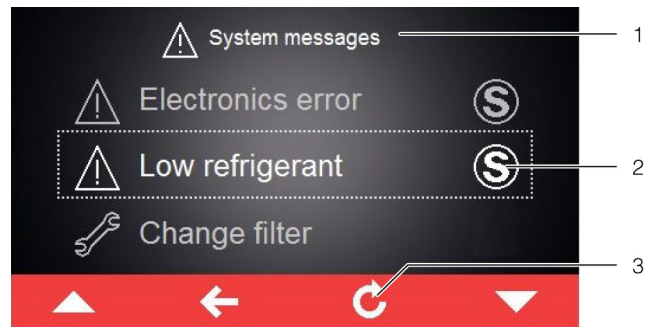 System messages
1
Electronics error
S
Low refrigerant
S
2
Change filter
3